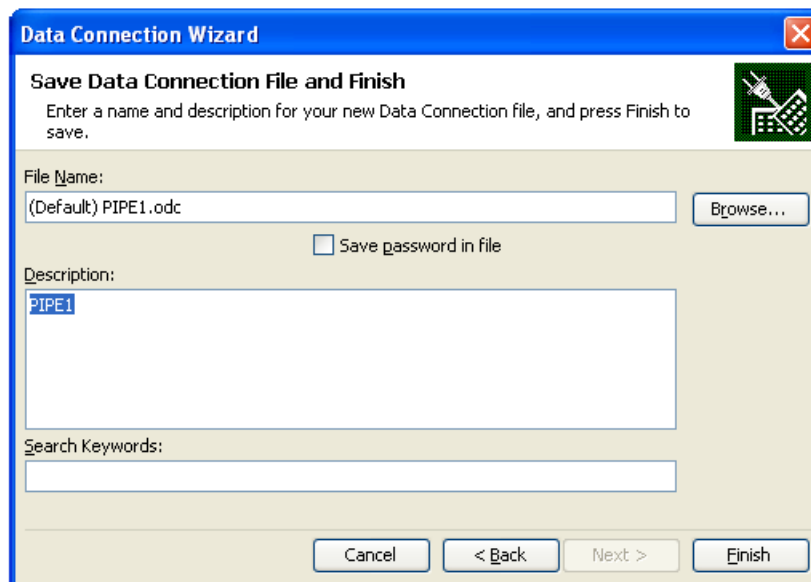 Data Connection Wizard
Save Data Connection File and Finish
Enter a name and description for your new Data Connection file, and press Finish to
save.
File Name:
(Default) PIPE1.odc
Browse...
Save password in file
Description:
PIPE1
Search Keywords:
Cancel
< Back
Next >
Finish